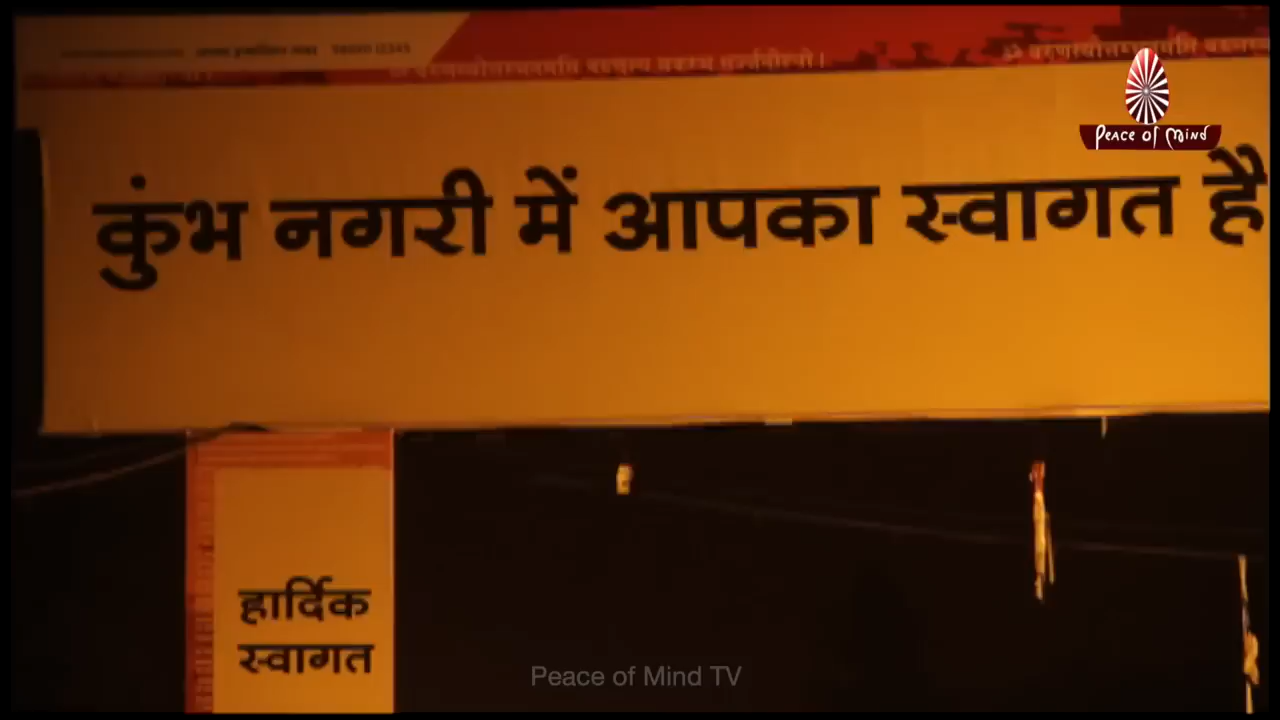 Peace of Mind
कुंभ नगरी में आपका स्वागत है
हार्दिक
स्वागत
Peace of Mind TV